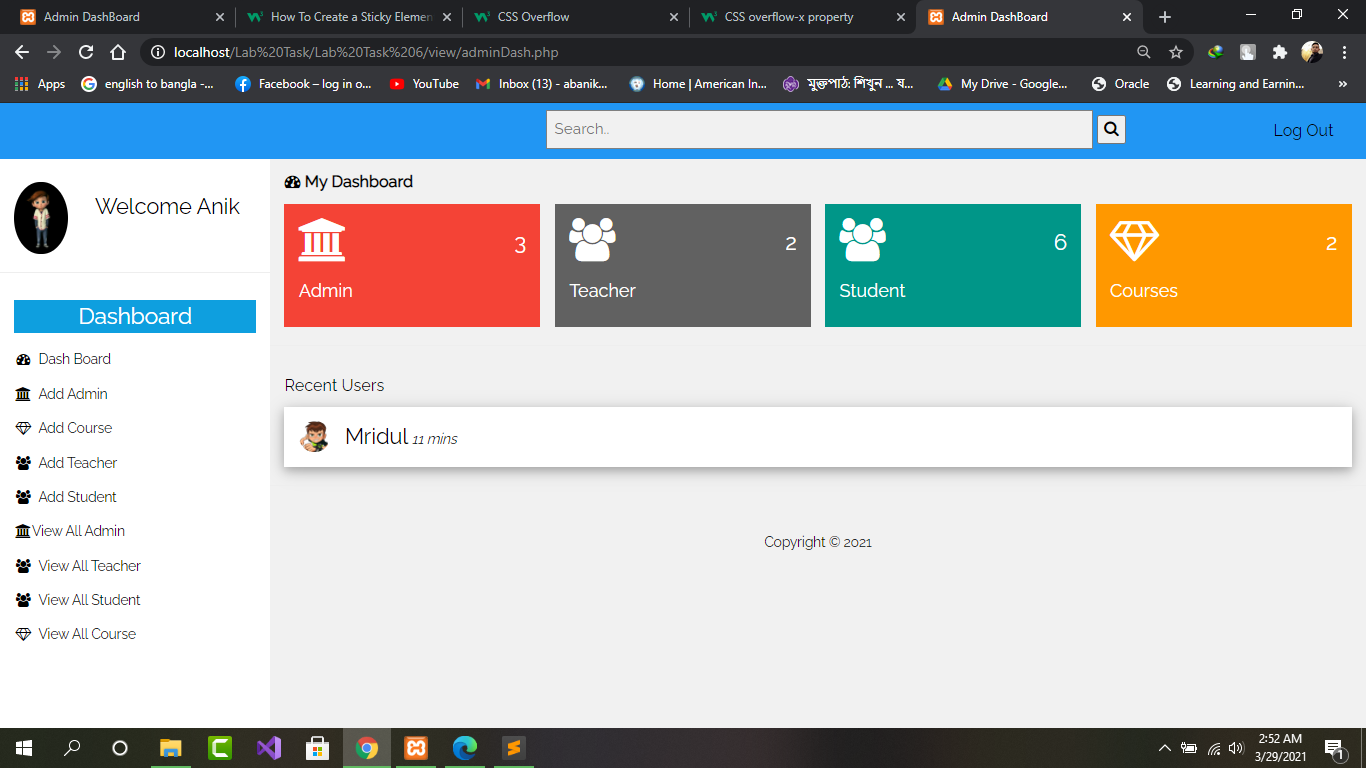 Admin DashBoard
How To Create a Sticky Elemen
CSS Overflow
CSS overflow-x property
Admin DashBoard
localhost/Lab%20Task/Lab%20Task%206/view/adminDash.php
Apps
english to bangla -...
Facebook – log in o...
YouTube
Inbox (13) - abanik...
Home | American In...
মুক্তপাঠ: শিখুন ... য...
My Drive - Google...
Oracle
Learning and Earnin...
»
Search..
Log Out
Welcome Anik
Dashboard
Dash Board
Add Admin
Add Course
Add Teacher
Add Student
View All Admin
View All Teacher
View All Student
View All Course
My Dashboard
3
Admin
2
Teacher
6
Student
2
Courses
Recent Users
Mridul 11 mins
Copyright © 2021
2:52 AM
3/29/2021
1